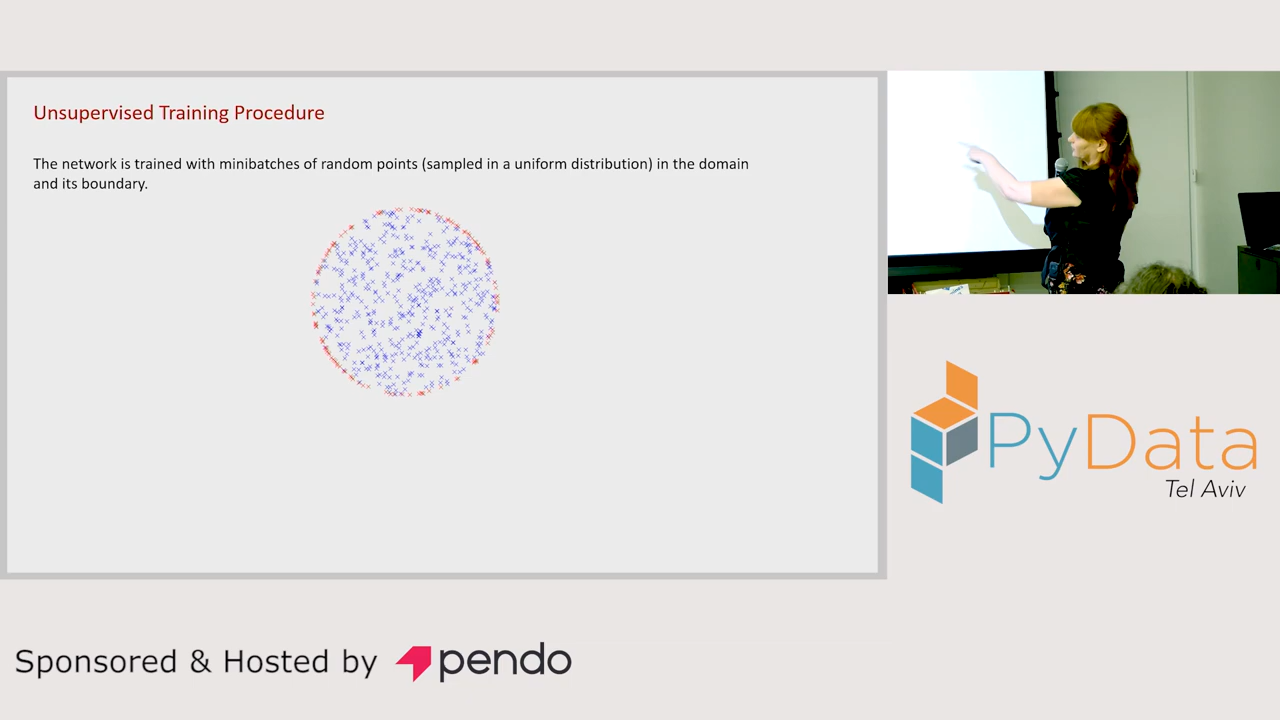 Unsupervised Training Procedure
The network is trained with minibatches of random points (sampled in a uniform distribution) in the domain
and its boundary.
PyData
Tel Aviv
Sponsored & Hosted by pendo